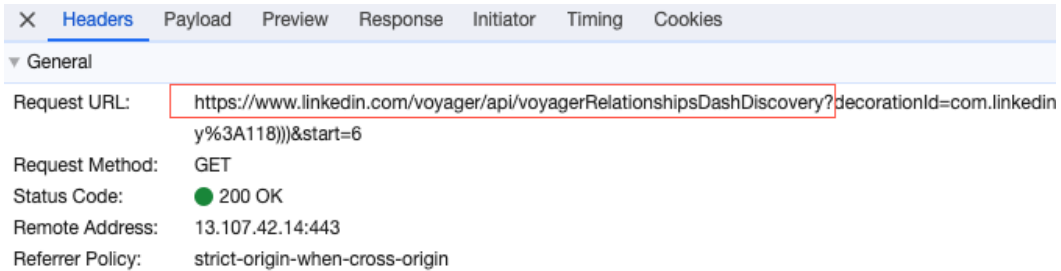 Headers Payload Preview Response Initiator Timing Cookies
General
Request URL: https://www.linkedin.com/voyager/api/voyagerRelationshipsDashDiscovery?decorationId=com.linkedin
y%3A118)))&start=6
Request Method: GET
Status Code: 200 OK
Remote Address: 13.107.42.14:443
Referrer Policy: strict-origin-when-cross-origin